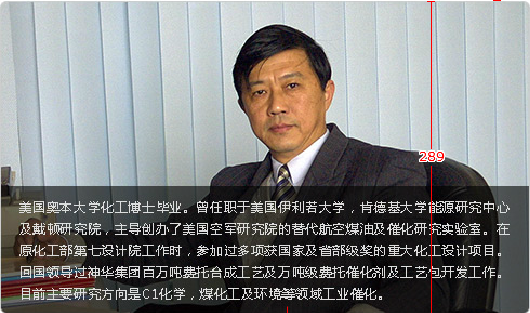 289
美国奥本大学化工博士毕业。曾任职于美国伊利若大学，肯德基大学能源研究中心
及戴顿研究院，主导创办了美国空军研究院的替代航空煤油及催化研究实验室。在
原化工部第七设计院工作时，参加过多项获国家及省部级奖的重大化工设计项目。
回国领导过神华集团百万吨费托合成工艺及万吨级费托催化剂及工艺包开发工作。
目前主要研究方向是C1化学，煤化工及环境等领域工业催化。